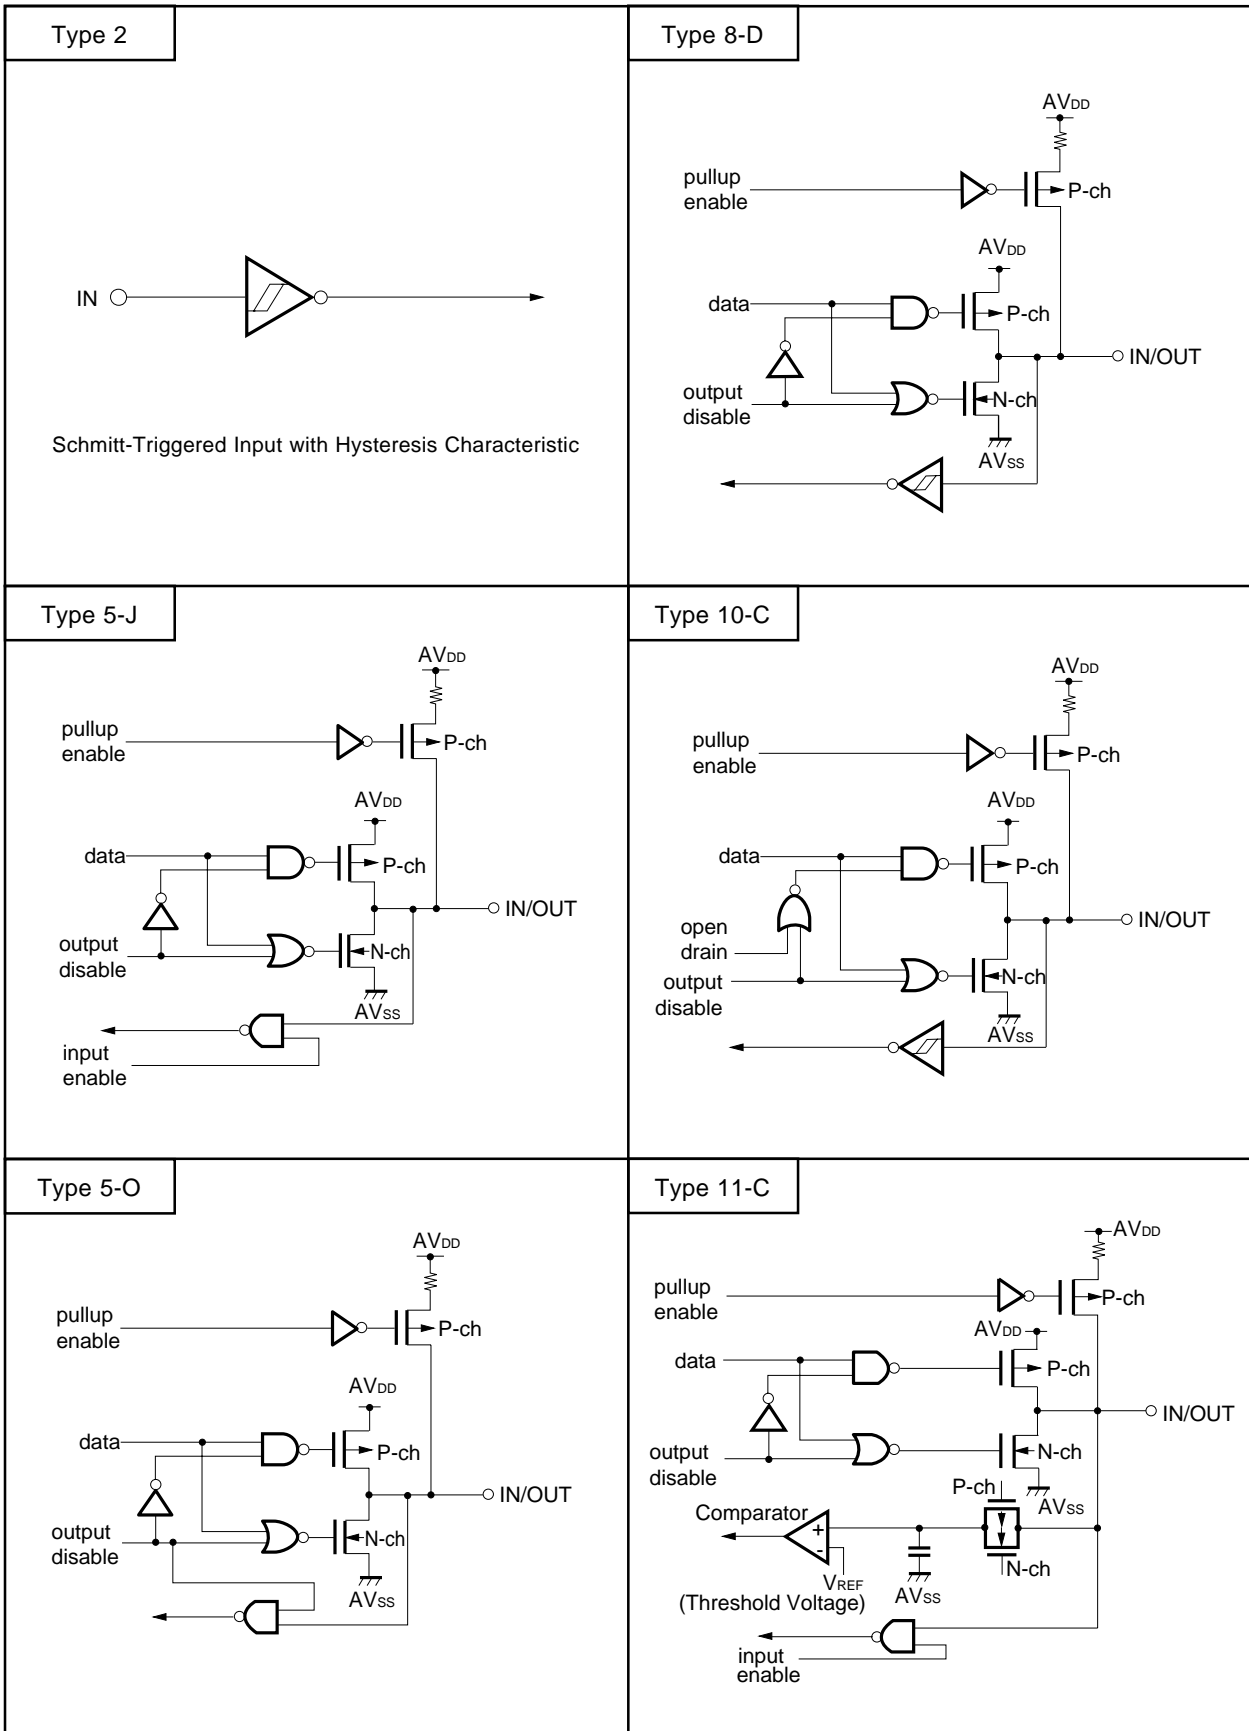 Type 2
IN
Schmitt-Triggered Input with Hysteresis Characteristic
Type 8-D
AVDD
pullup
enable
P-ch
AVDD
data
P-ch
IN/OUT
output
disable
N-ch
AVSS
Type 5-J
AVDD
pullup
enable
P-ch
AVDD
data
P-ch
IN/OUT
output
disable
N-ch
AVSS
input
enable
Type 10-C
AVDD
pullup
enable
P-ch
AVDD
data
P-ch
IN/OUT
open
drain
output
disable
N-ch
AVSS
Type 5-O
AVDD
pullup
enable
P-ch
AVDD
data
P-ch
IN/OUT
output
disable
N-ch
AVSS
Type 11-C
AVDD
pullup
enable
P-ch
AVDD
data
P-ch
IN/OUT
output
disable
N-ch
P-ch
AVSS
Comparator
+
-
N-ch
VREF
AVSS
(Threshold Voltage)
input
enable